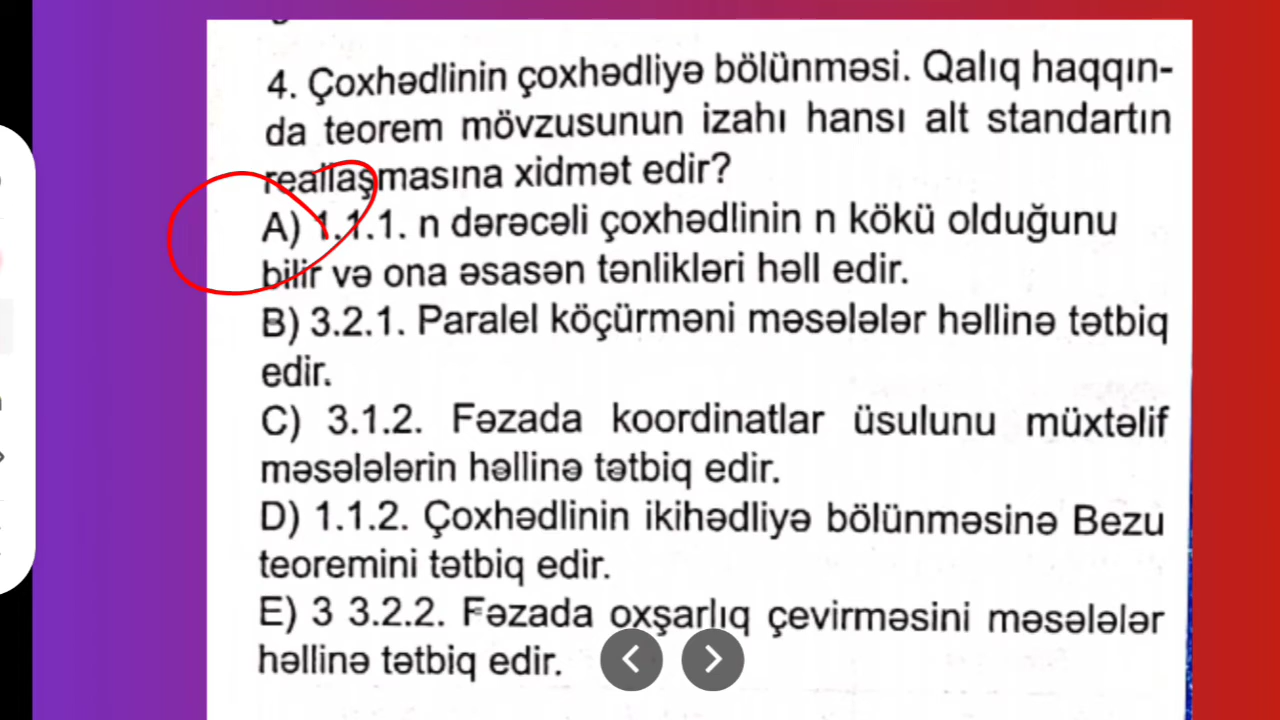 4. Çoxhədlinin çoxhədliyə bölünməsi. Qalıq haqqın-
da teorem mövzusunun izahı hansı alt standartın
reallaşmasına xidmət edir?
A) 1.1.1. n dərəcəli çoxhədlinin n kökü olduğunu
bilir və ona əsasən tənlikləri həll edir.
B) 3.2.1. Paralel köçürməni məsələlər həllinə tətbiq
edir.
C) 3.1.2. Fəzada koordinatlar üsulunu müxtəlif
məsələlərin həllinə tətbiq edir.
D) 1.1.2. Çoxhədlinin ikihədliyə bölünməsinə Bezu
teoremini tətbiq edir.
E) 3 3.2.2. Fəzada oxşarlıq çevirməsini məsələlər
həllinə tətbiq edir.